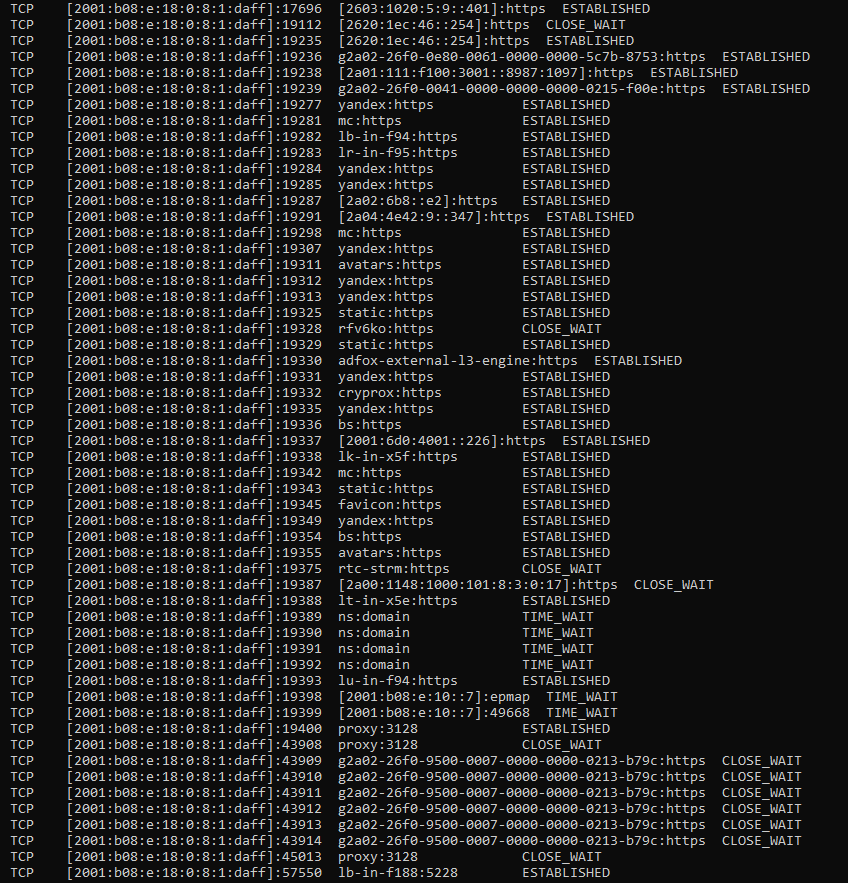 TCP    [2001:b08:e:18:0:8:1:daff]:17696  [2603:1020:5:9::401]:https  ESTABLISHED
TCP    [2001:b08:e:18:0:8:1:daff]:19112  [2620:1ec:46::254]:https  CLOSE_WAIT
TCP    [2001:b08:e:18:0:8:1:daff]:19235  [2620:1ec:46::254]:https  ESTABLISHED
TCP    [2001:b08:e:18:0:8:1:daff]:19236  g2a02-26f0-0e80-0061-0000-0000-5c7b-8753:https  ESTABLISHED
TCP    [2001:b08:e:18:0:8:1:daff]:19238  [2a01:111:f100:3001::8987:1097]:https  ESTABLISHED
TCP    [2001:b08:e:18:0:8:1:daff]:19239  g2a02-26f0-0041-0000-0000-0000-0215-f00e:https  ESTABLISHED
TCP    [2001:b08:e:18:0:8:1:daff]:19277  yandex:https           ESTABLISHED
TCP    [2001:b08:e:18:0:8:1:daff]:19281  mc:https               ESTABLISHED
TCP    [2001:b08:e:18:0:8:1:daff]:19282  lb-in-f94:https        ESTABLISHED
TCP    [2001:b08:e:18:0:8:1:daff]:19283  lr-in-f95:https        ESTABLISHED
TCP    [2001:b08:e:18:0:8:1:daff]:19284  yandex:https           ESTABLISHED
TCP    [2001:b08:e:18:0:8:1:daff]:19285  yandex:https           ESTABLISHED
TCP    [2001:b08:e:18:0:8:1:daff]:19287  [2a02:6b8::e2]:https   ESTABLISHED
TCP    [2001:b08:e:18:0:8:1:daff]:19291  [2a04:4e42:9::347]:https  ESTABLISHED
TCP    [2001:b08:e:18:0:8:1:daff]:19298  mc:https               ESTABLISHED
TCP    [2001:b08:e:18:0:8:1:daff]:19307  yandex:https           ESTABLISHED
TCP    [2001:b08:e:18:0:8:1:daff]:19311  avatars:https          ESTABLISHED
TCP    [2001:b08:e:18:0:8:1:daff]:19312  yandex:https           ESTABLISHED
TCP    [2001:b08:e:18:0:8:1:daff]:19313  yandex:https           ESTABLISHED
TCP    [2001:b08:e:18:0:8:1:daff]:19325  static:https           ESTABLISHED
TCP    [2001:b08:e:18:0:8:1:daff]:19328  rfv6ko:https           CLOSE_WAIT
TCP    [2001:b08:e:18:0:8:1:daff]:19329  static:https           ESTABLISHED
TCP    [2001:b08:e:18:0:8:1:daff]:19330  adfox-external-l3-engine:https  ESTABLISHED
TCP    [2001:b08:e:18:0:8:1:daff]:19331  yandex:https           ESTABLISHED
TCP    [2001:b08:e:18:0:8:1:daff]:19332  cryprox:https          ESTABLISHED
TCP    [2001:b08:e:18:0:8:1:daff]:19335  yandex:https           ESTABLISHED
TCP    [2001:b08:e:18:0:8:1:daff]:19336  bs:https               ESTABLISHED
TCP    [2001:b08:e:18:0:8:1:daff]:19337  [2001:6d0:4001::226]:https  ESTABLISHED
TCP    [2001:b08:e:18:0:8:1:daff]:19338  lk-in-x5f:https        ESTABLISHED
TCP    [2001:b08:e:18:0:8:1:daff]:19342  mc:https               ESTABLISHED
TCP    [2001:b08:e:18:0:8:1:daff]:19343  static:https           ESTABLISHED
TCP    [2001:b08:e:18:0:8:1:daff]:19345  favicon:https          ESTABLISHED
TCP    [2001:b08:e:18:0:8:1:daff]:19349  yandex:https           ESTABLISHED
TCP    [2001:b08:e:18:0:8:1:daff]:19354  bs:https               ESTABLISHED
TCP    [2001:b08:e:18:0:8:1:daff]:19355  avatars:https          ESTABLISHED
TCP    [2001:b08:e:18:0:8:1:daff]:19375  rtc-strm:https         CLOSE_WAIT
TCP    [2001:b08:e:18:0:8:1:daff]:19387  [2a00:1148:1000:101:8:3:0:17]:https  CLOSE_WAIT
TCP    [2001:b08:e:18:0:8:1:daff]:19388  lt-in-x5e:https        ESTABLISHED
TCP    [2001:b08:e:18:0:8:1:daff]:19389  ns:domain              TIME_WAIT
TCP    [2001:b08:e:18:0:8:1:daff]:19390  ns:domain              TIME_WAIT
TCP    [2001:b08:e:18:0:8:1:daff]:19391  ns:domain              TIME_WAIT
TCP    [2001:b08:e:18:0:8:1:daff]:19392  ns:domain              TIME_WAIT
TCP    [2001:b08:e:18:0:8:1:daff]:19393  lu-in-f94:https        ESTABLISHED
TCP    [2001:b08:e:18:0:8:1:daff]:19398  [2001:b08:e:10::7]:epmap  TIME_WAIT
TCP    [2001:b08:e:18:0:8:1:daff]:19399  [2001:b08:e:10::7]:49668  TIME_WAIT
TCP    [2001:b08:e:18:0:8:1:daff]:19400  proxy:3128             ESTABLISHED
TCP    [2001:b08:e:18:0:8:1:daff]:43908  proxy:3128             CLOSE_WAIT
TCP    [2001:b08:e:18:0:8:1:daff]:43909  g2a02-26f0-9500-0007-0000-0000-0213-b79c:https  CLOSE_WAIT
TCP    [2001:b08:e:18:0:8:1:daff]:43910  g2a02-26f0-9500-0007-0000-0000-0213-b79c:https  CLOSE_WAIT
TCP    [2001:b08:e:18:0:8:1:daff]:43911  g2a02-26f0-9500-0007-0000-0000-0213-b79c:https  CLOSE_WAIT
TCP    [2001:b08:e:18:0:8:1:daff]:43912  g2a02-26f0-9500-0007-0000-0000-0213-b79c:https  CLOSE_WAIT
TCP    [2001:b08:e:18:0:8:1:daff]:43913  g2a02-26f0-9500-0007-0000-0000-0213-b79c:https  CLOSE_WAIT
TCP    [2001:b08:e:18:0:8:1:daff]:43914  g2a02-26f0-9500-0007-0000-0000-0213-b79c:https  CLOSE_WAIT
TCP    [2001:b08:e:18:0:8:1:daff]:45013  proxy:3128             CLOSE_WAIT
TCP    [2001:b08:e:18:0:8:1:daff]:57550  lb-in-f188:5228        ESTABLISHED